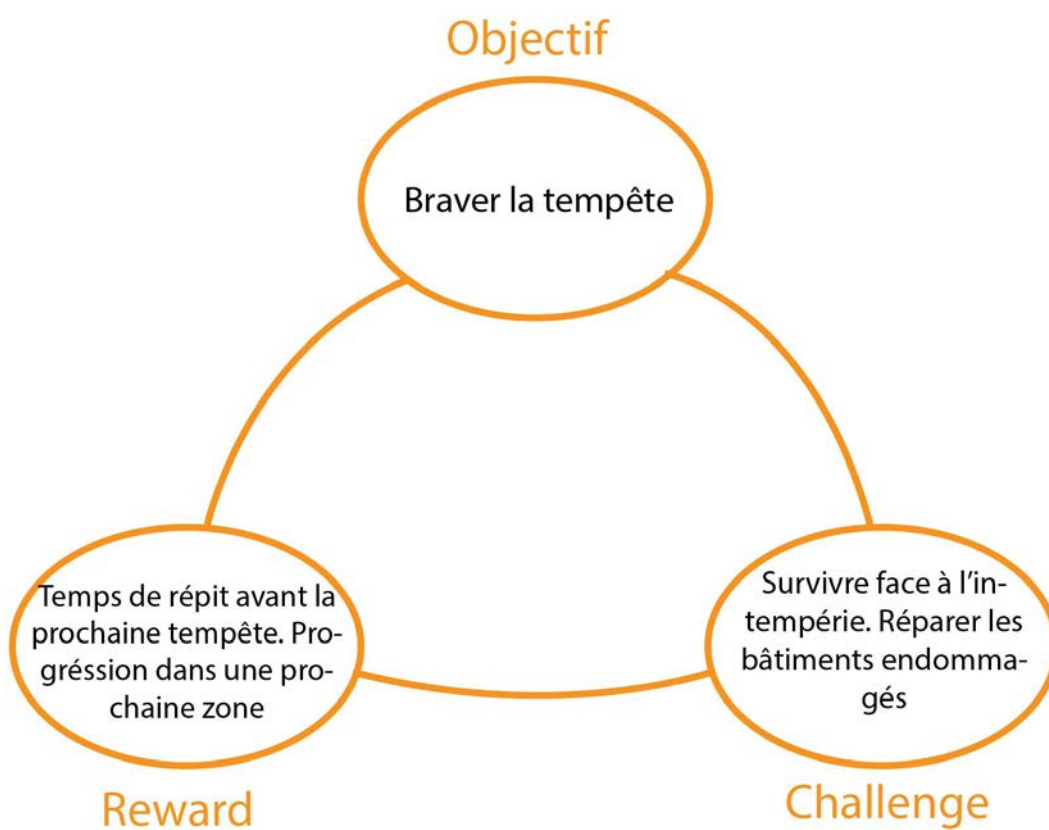 Objectif
Braver la tempête
Temps de répit avant la
prochaine tempête. Pro-
gréssion dans une pro-
chaine zone
Reward
Survivre face à l'in-
tempérie. Réparer les
bâtiments endomma-
gés
Challenge